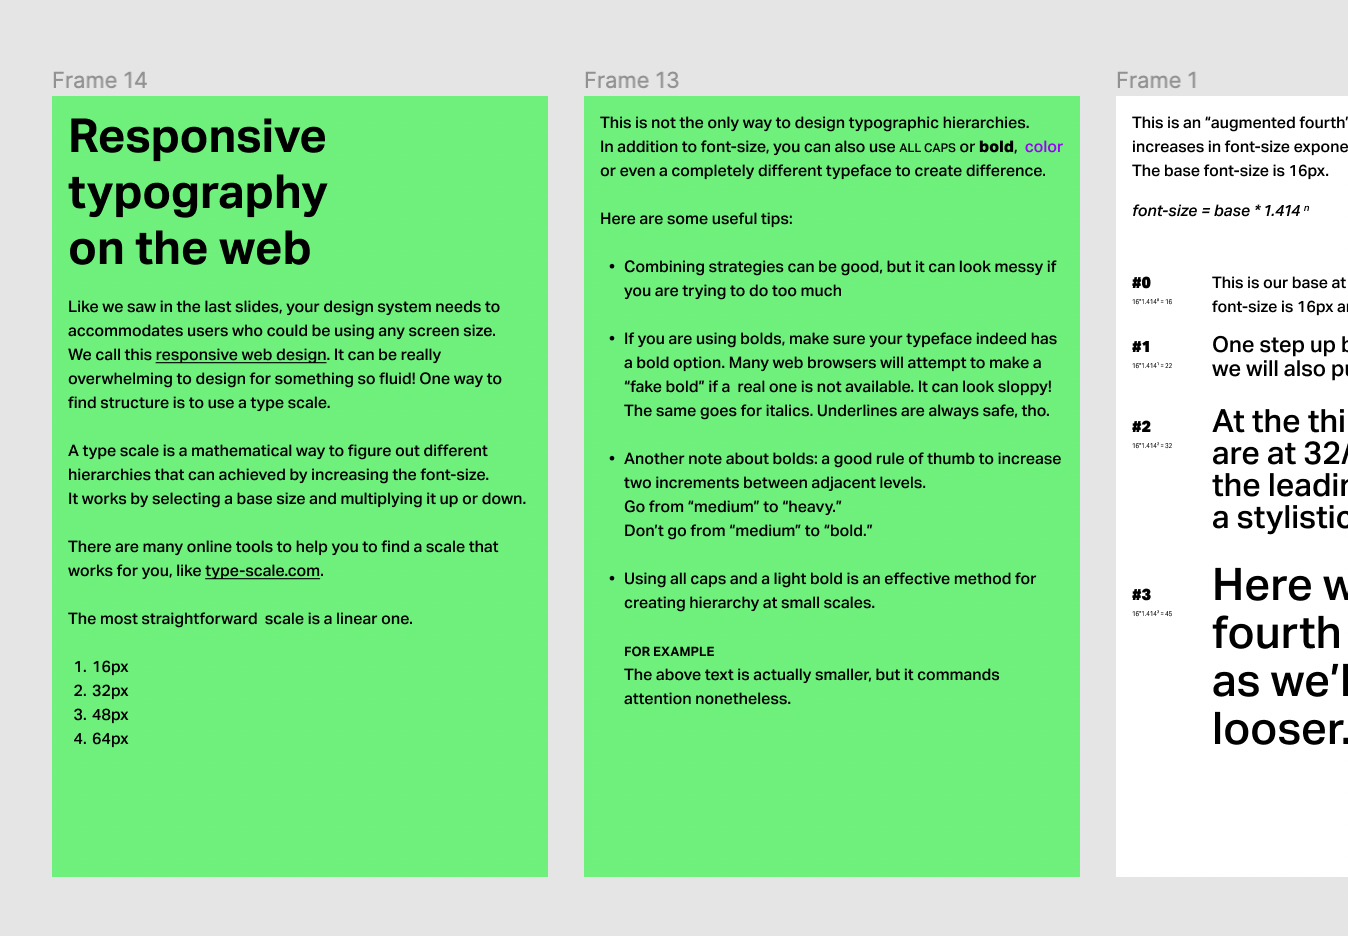 Frame 14
Responsive
typography
on the web
Like we saw in the last slides, your design system needs to
accommodates users who could be using any screen size.
We call this responsive web design. It can be really
overwhelming to design for something so fluid! One way to
find structure is to use a type scale.
A type scale is a mathematical way to figure out different
hierarchies that can achieved by increasing the font-size.
It works by selecting a base size and multiplying it up or down.
There are many online tools to help you to find a scale that
works for you, like type-scale.com.
The most straightforward  scale is a linear one.
1. 16px
2. 32px
3. 48px
4. 64px
Frame 13
This is not the only way to design typographic hierarchies.
In addition to font-size, you can also use ALL CAPS or bold,  color
or even a completely different typeface to create difference.
Here are some useful tips:
• Combining strategies can be good, but it can look messy if
you are trying to do too much
• If you are using bolds, make sure your typeface indeed has
a bold option. Many web browsers will attempt to make a
“fake bold” if a  real one is not available. It can look sloppy!
The same goes for italics. Underlines are always safe, tho.
• Another note about bolds: a good rule of thumb to increase
two increments between adjacent levels.
Go from “medium” to “heavy.”
Don’t go from “medium” to “bold.”
• Using all caps and a light bold is an effective method for
creating hierarchy at small scales.
FOR EXAMPLE
The above text is actually smaller, but it commands
attention nonetheless.
Frame 1
This is an “augmented fourth”
increases in font-size expone
The base font-size is 16px.
font-size = base * 1.414 ⁿ
#0
16*1.414⁰ = 16
This is our base at
font-size is 16px a
#1
16*1.414¹ = 22
One step up
we will also p
#2
16*1.414² = 32
At the thi
are at 32/
the leadin
a stylistic
#3
16*1.414³ = 45
Here w
fourth
as we’l
looser.